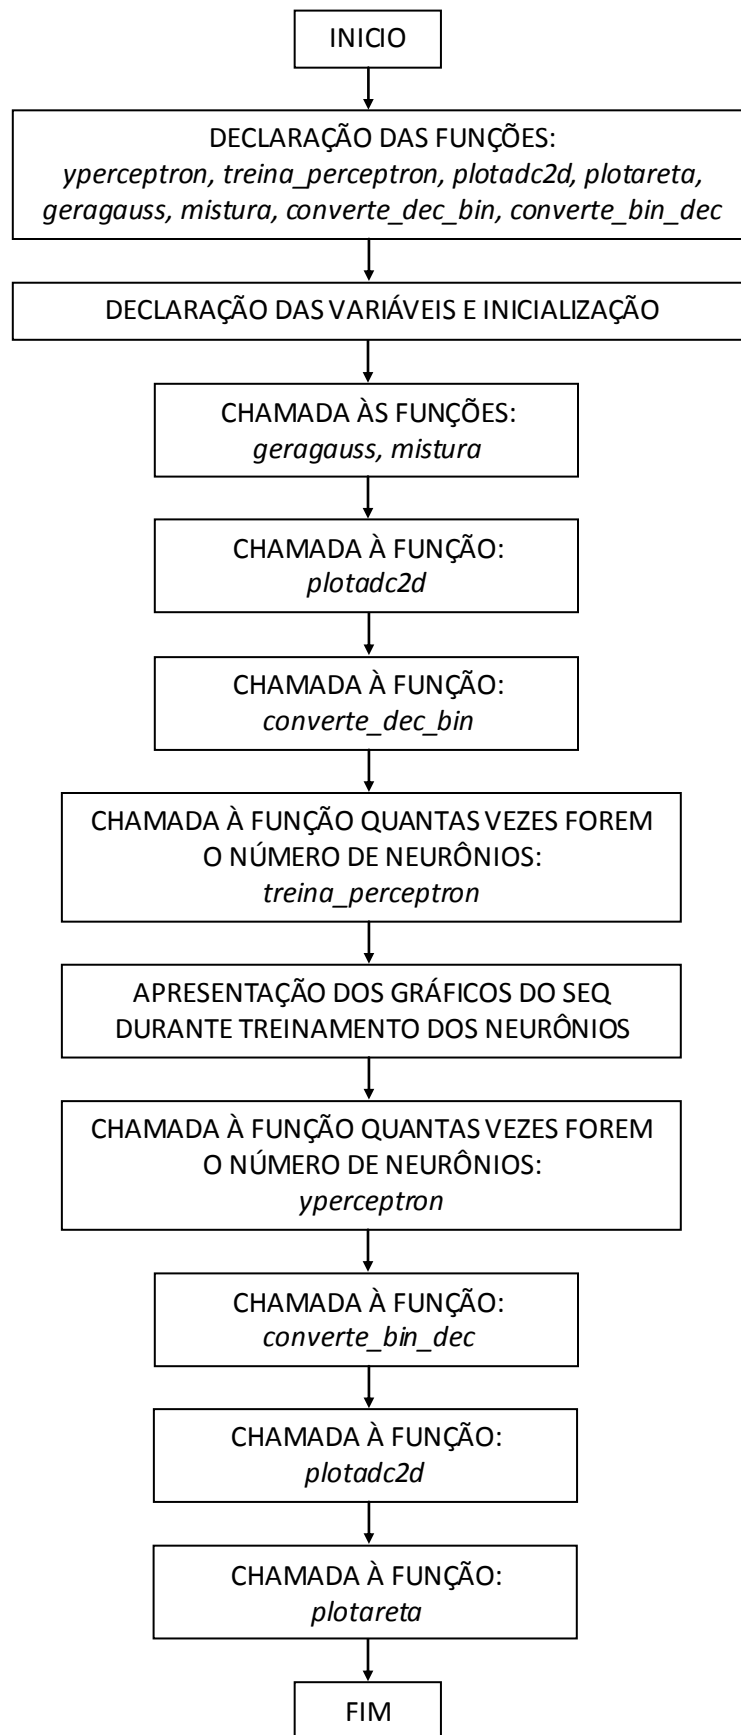 INICIO
DECLARAÇÃO DAS FUNÇÕES:
yperceptron, treina_perceptron, plotadc2d, plotareta,
geragauss, mistura, converte_dec_bin, converte_bin_dec
DECLARAÇÃO DAS VARIÁVEIS E INICIALIZAÇÃO
CHAMADA ÀS FUNÇÕES:
geragauss, mistura
CHAMADA À FUNÇÃO:
plotadc2d
CHAMADA À FUNÇÃO:
converte_dec_bin
CHAMADA À FUNÇÃO QUANTAS VEZES FOREM
O NÚMERO DE NEURÔNIOS:
treina_perceptron
APRESENTAÇÃO DOS GRÁFICOS DO SEQ
DURANTE TREINAMENTO DOS NEURÔNIOS
CHAMADA À FUNÇÃO QUANTAS VEZES FOREM
O NÚMERO DE NEURÔNIOS:
yperceptron
CHAMADA À FUNÇÃO:
converte_bin_dec
CHAMADA À FUNÇÃO:
plotadc2d
CHAMADA À FUNÇÃO:
plotareta
FIM